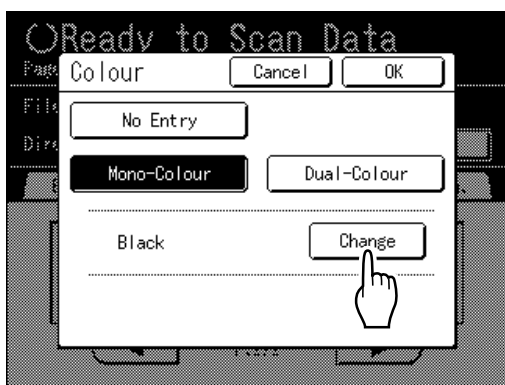 Ready to Scan Data
Colour Cancel OK
No Entry
Mono-Colour Dual-Colour
Black Change